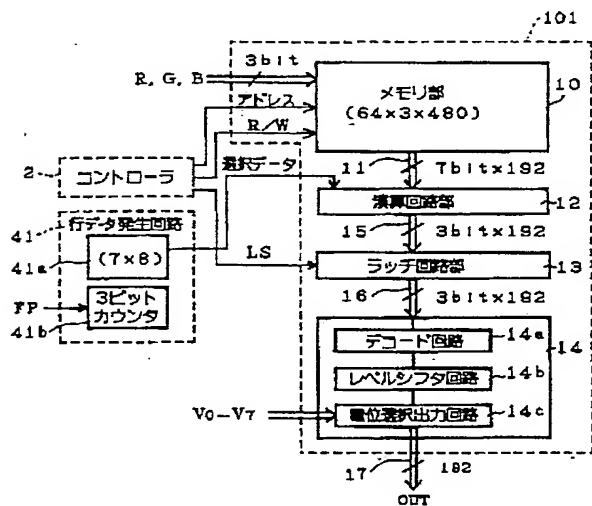 101
3bit
R, G, B
メモリ部
(64×3×480)
10
アドレス
R/W
2
コントローラ
選択データ
11
7bit×192
演算回路部
12
41
行データ発生回路
15
3bit×192
41a
(7×8)
LS
ラッチ回路部
13
FP
3ビット
カウンタ
41b
16
3bit×192
デコード回路
14a
14
レベルシフタ回路
14b
V0-V7
電位選択出力回路
14c
17
192
OUT